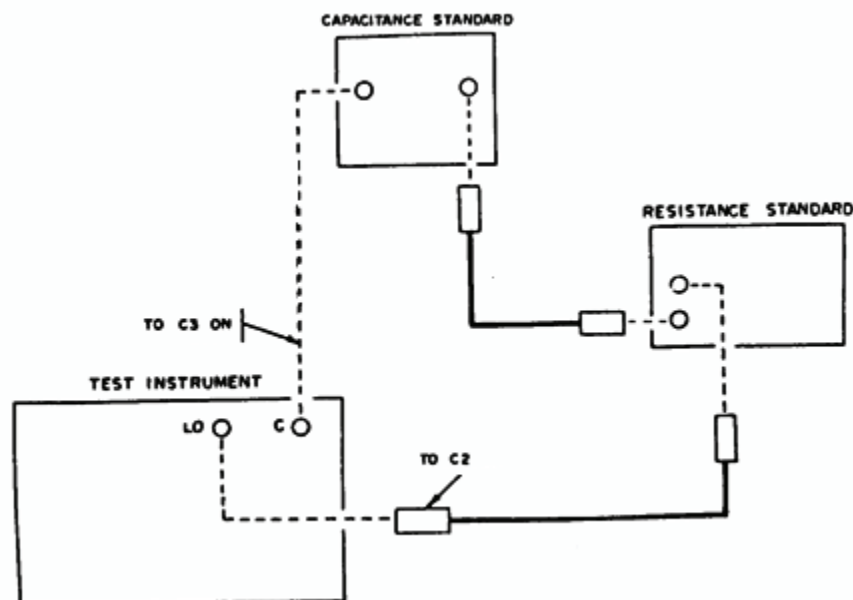 CAPACITANCE STANDARD
RESISTANCE STANDARD
TO C3 ON
TEST INSTRUMENT
LO
C
TO C2